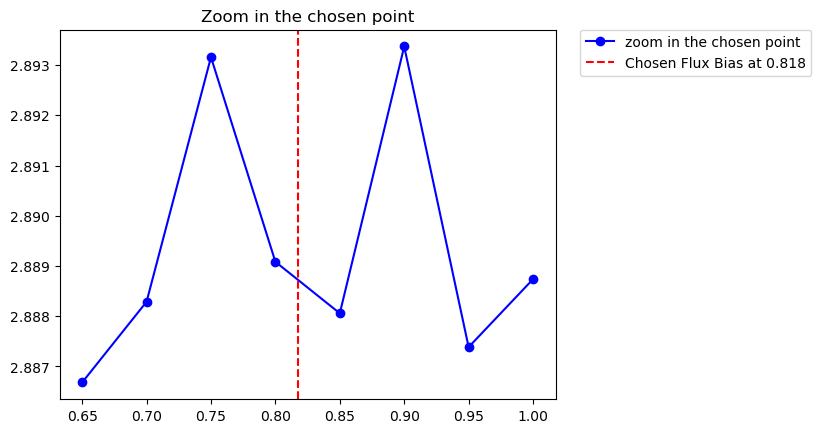 Zoom in the chosen point
zoom in the chosen point
Chosen Flux Bias at 0.818
2.893
2.892
2.891
2.890
2.889
2.888
2.887
0.65 0.70 0.75 0.80 0.85 0.90 0.95 1.00